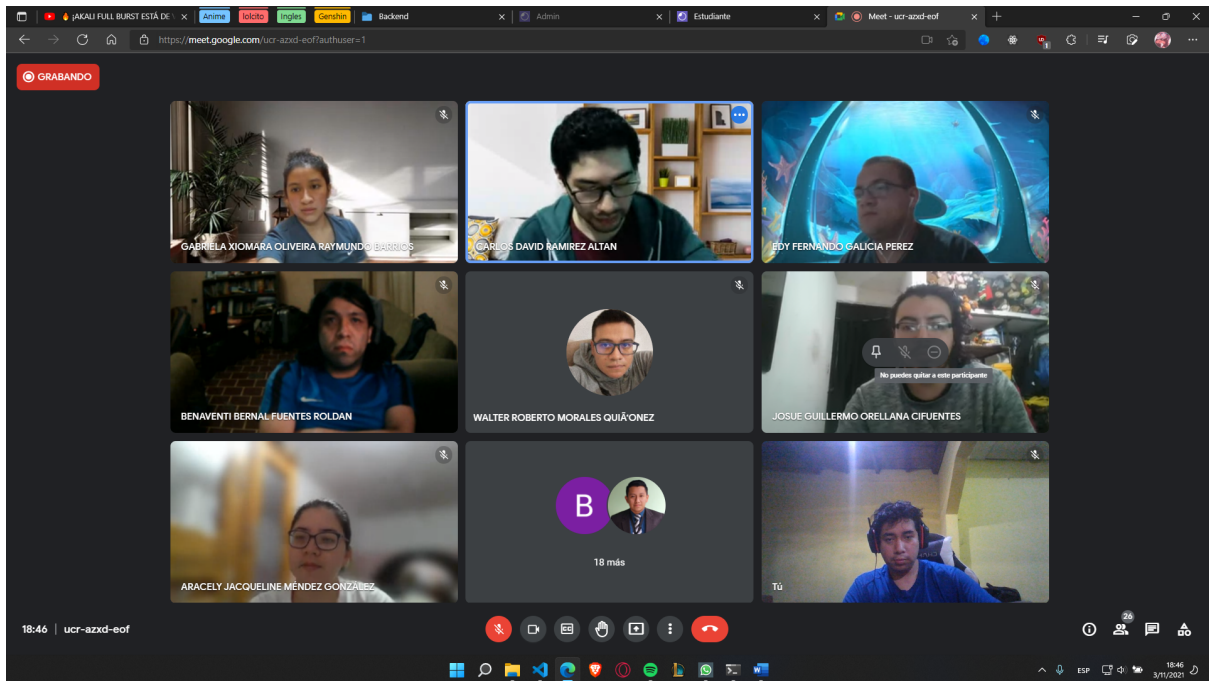 ¡AKALI FULL BURST ESTÁ DE
Anime
lolcito
Ingles
Genshin
Backend
Admin
Estudiante
Meet - ucr-azxd-eof
https://meet.google.com/ucr-azxd-eof?authuser=1
GRABANDO
GABRIELA XIOMARA OLIVEIRA RAYMUNDO BARRIOS
CARLOS DAVID RAMIREZ ALTAN
EDY FERNANDO GALICIA PEREZ
BENAVENTI BERNAL FUENTES ROLDAN
WALTER ROBERTO MORALES QUIÃ'ONEZ
No puedes quitar a este participante
JOSUE GUILLERMO ORELLANA CIFUENTES
ARACELY JACQUELINE MÉNDEZ GONZÁLEZ
B
18 más
Tú
18:46 | ucr-azxd-eof
26
ESP
18:46
3/11/2021